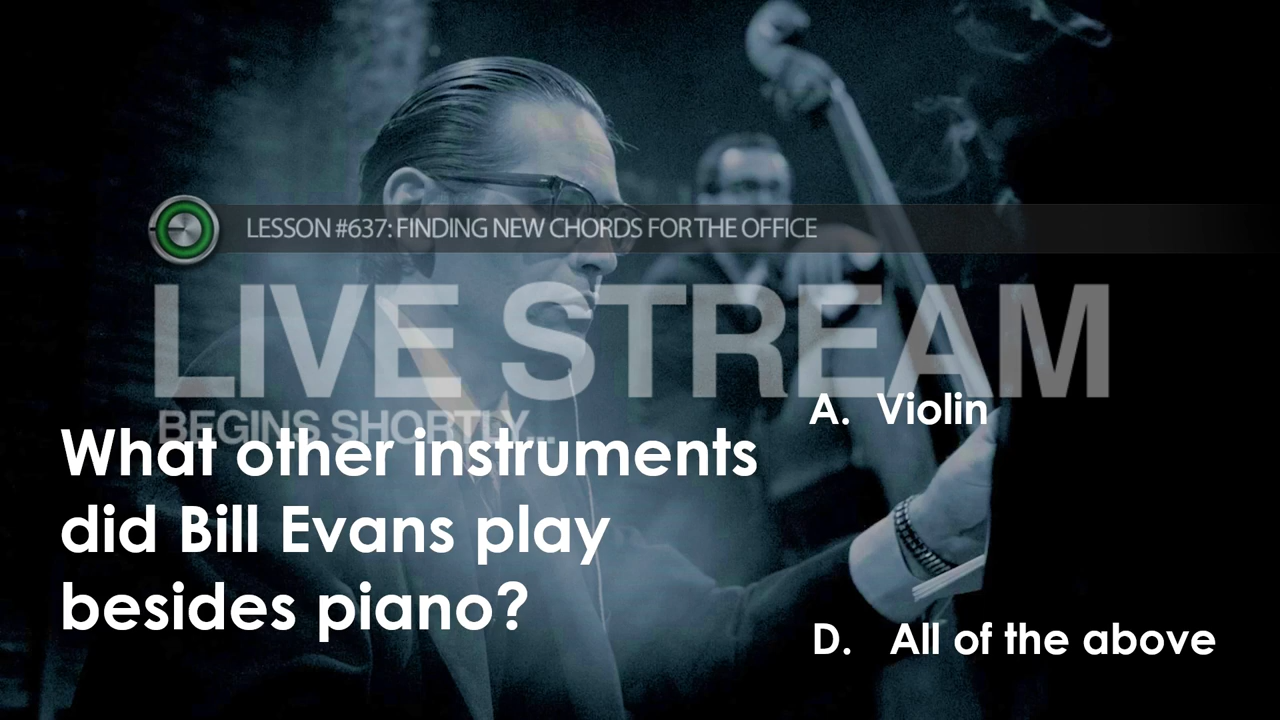 LESSON #637: FINDING NEW CHORDS FOR THE OFFICE
LIVE STREAM
BEGINS SHORTLY...
What other instruments
did Bill Evans play
besides piano?
A. Violin
D. All of the above